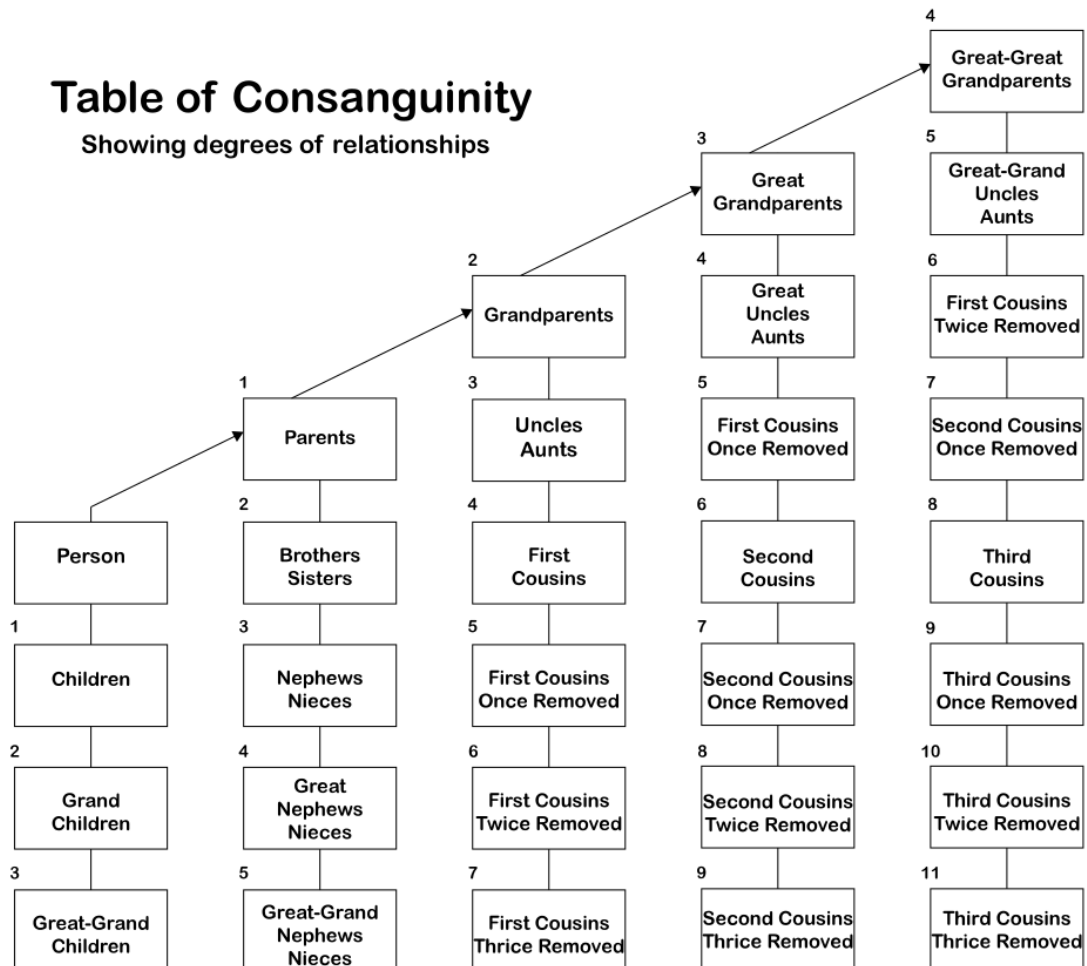 Table of Consanguinity
Showing degrees of relationships
4
Great-Great
Grandparents
3
Great
Grandparents
5
Great-Grand
Uncles
Aunts
2
Grandparents
4
Great
Uncles
Aunts
6
First Cousins
Twice Removed
1
Parents
3
Uncles
Aunts
5
First Cousins
Once Removed
7
Second Cousins
Once Removed
Person
2
Brothers
Sisters
4
First
Cousins
6
Second
Cousins
8
Third
Cousins
1
Children
3
Nephews
Nieces
5
First Cousins
Once Removed
7
Second Cousins
Once Removed
9
Third Cousins
Once Removed
2
Grand
Children
4
Great
Nephews
Nieces
6
First Cousins
Twice Removed
8
Second Cousins
Twice Removed
10
Third Cousins
Twice Removed
3
Great-Grand
Children
5
Great-Grand
Nephews
Nieces
7
First Cousins
Thrice Removed
9
Second Cousins
Thrice Removed
11
Third Cousins
Thrice Removed